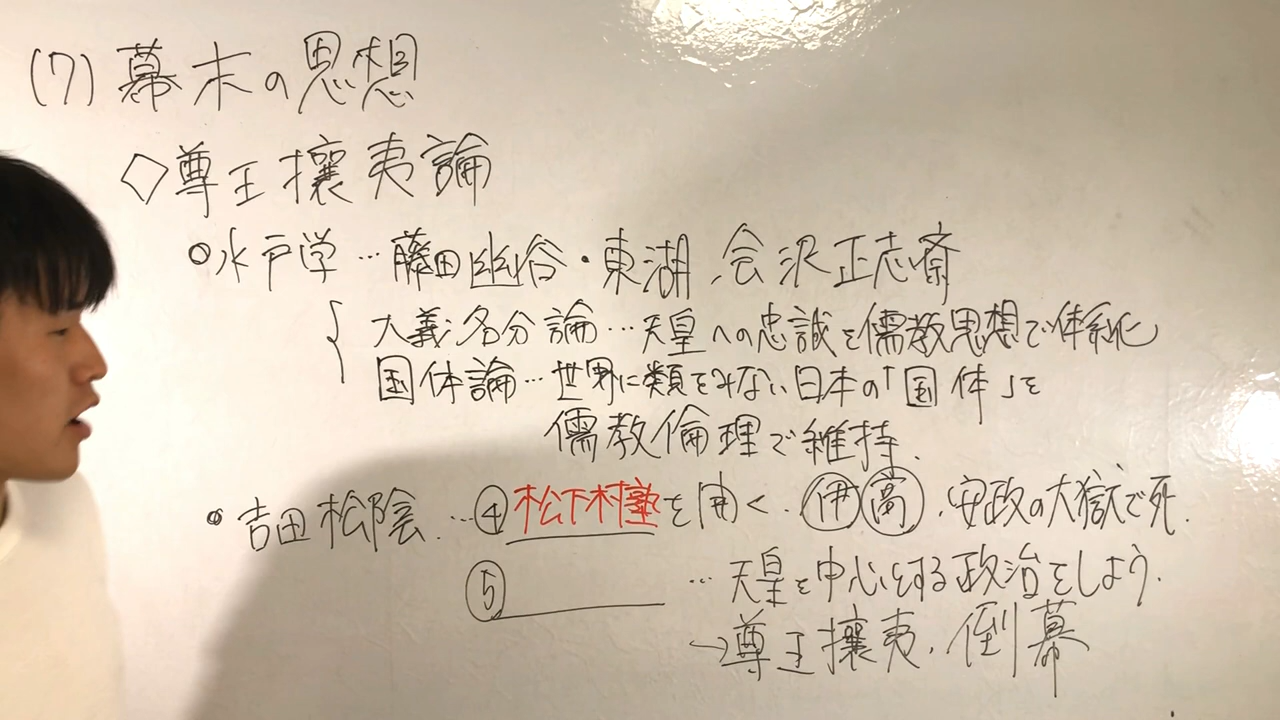 (7) 幕末の思想
◇尊王攘夷論
○水戸学…藤田幽谷・東湖、会沢正志斎
大義名分論…天皇への忠誠を儒教思想で体系化
国体論…世界に類をみない日本の「国体」を
儒教倫理で維持.
◎吉田松陰.…④松下村塾を開く. 伊 高. 安政の大獄で死.
⑤ …天皇を中心とする政治をしよう.
→尊王攘夷. 倒幕